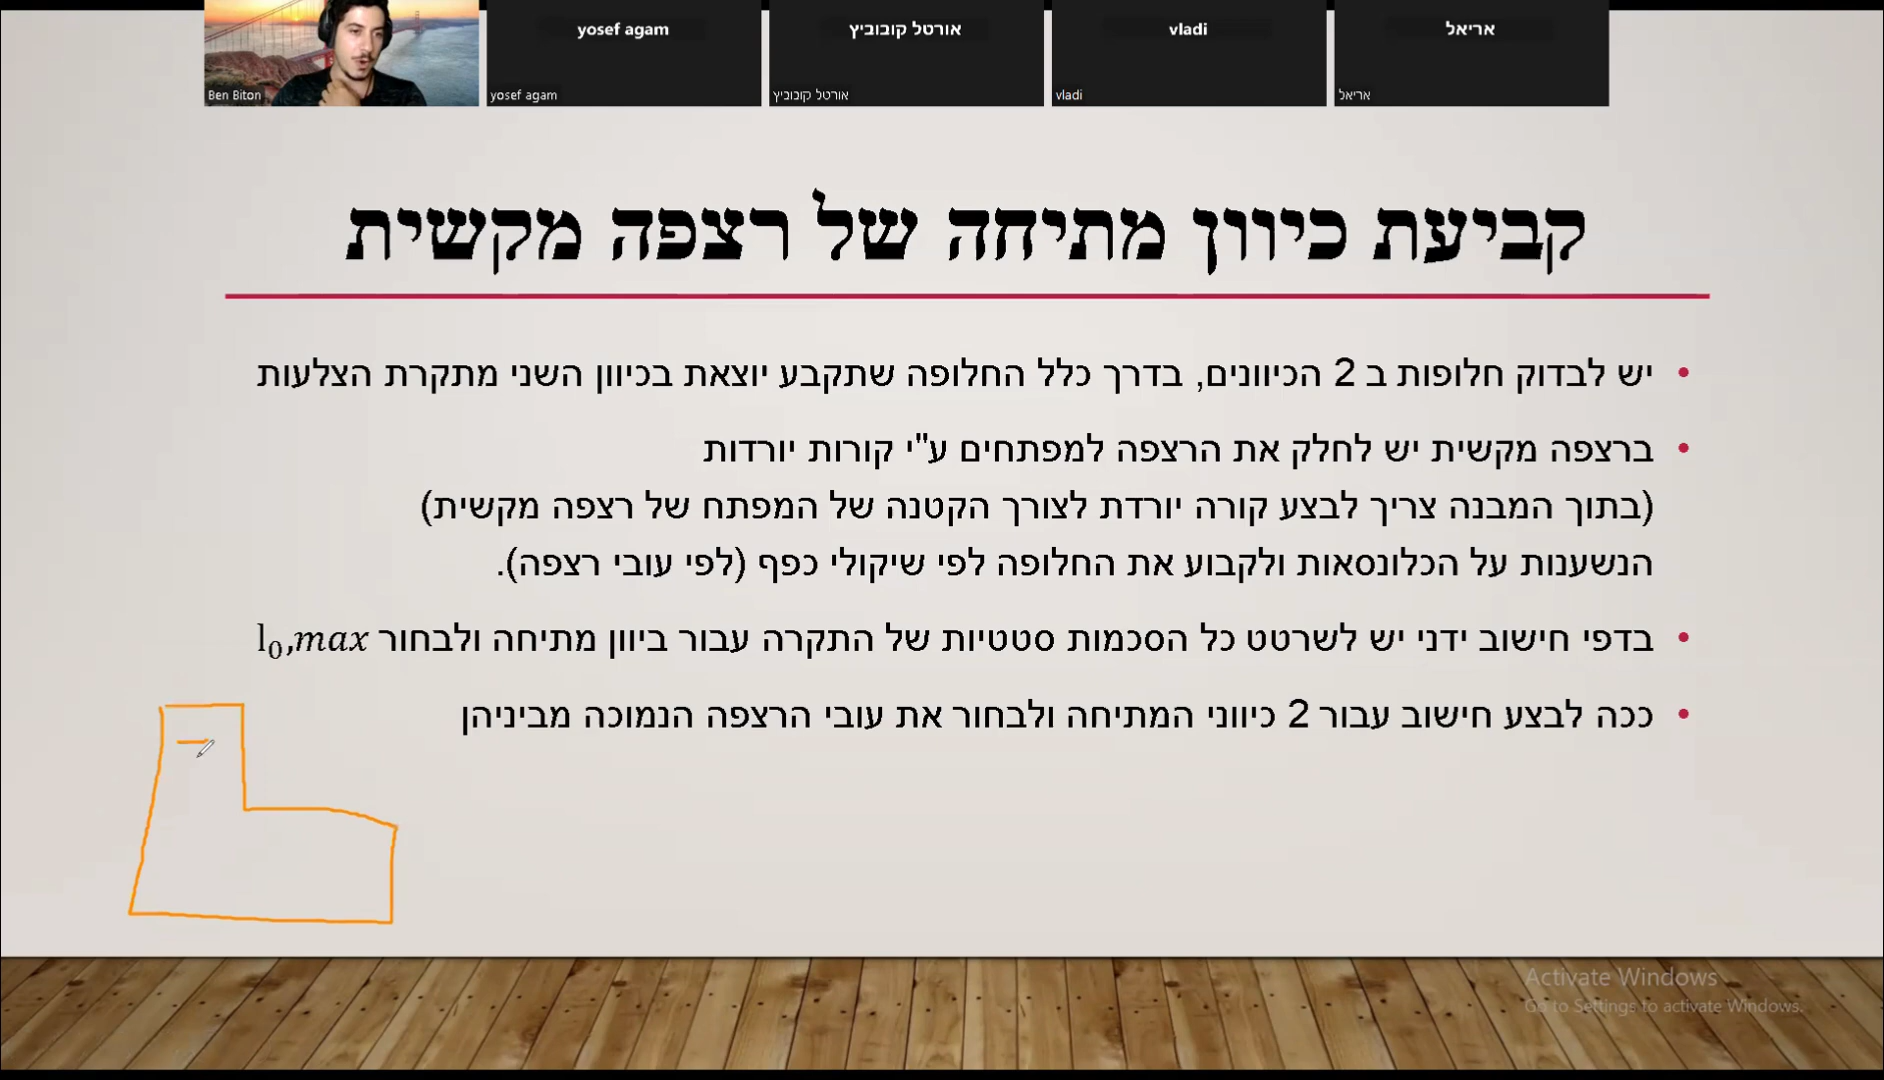 yosef agam
אורטל קובוביץ
vladi
אריאל
Ben Biton
yosef agam
אורטל קובוביץ
vladi
אריאל
קביעת כיוון מתיחה של רצפה מקשית
• יש לבדוק חלופות ב 2 הכיוונים, בדרך כלל החלופה שתקבע יוצאת בכיוון השני מתקרת הצלעות
• ברצפה מקשית יש לחלק את הרצפה למפתחים ע"י קורות יורדות
(בתוך המבנה צריך לבצע קורה יורדת לצורך הקטנה של המפתח של רצפה מקשית)
הנשענות על הכלונסאות ולקבוע את החלופה לפי שיקולי כפף (לפי עובי רצפה).
• בדפי חישוב ידני יש לשרטט כל הסכמות סטטיות של התקרה עבור ביוון מתיחה ולבחור l₀,max
• ככה לבצע חישוב עבור 2 כיווני המתיחה ולבחור את עובי הרצפה הנמוכה מביניהן
Activate Windows
Go to Settings to activate Windows.